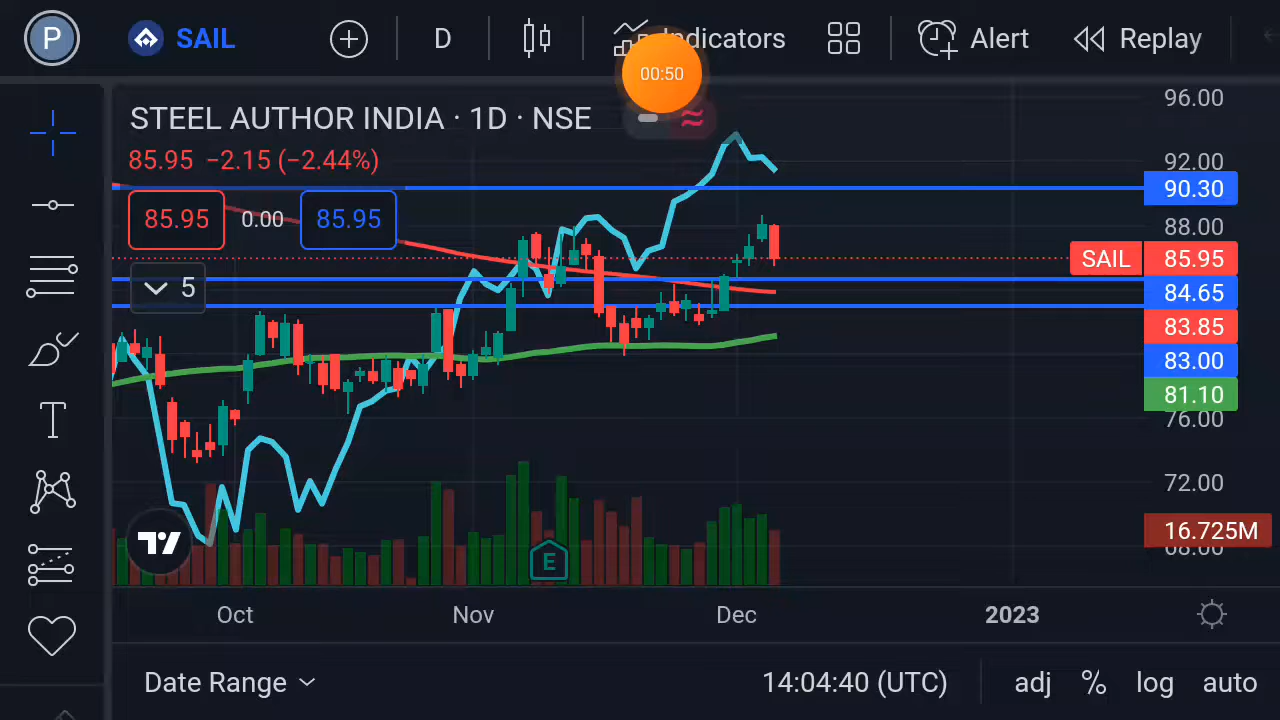 P SAIL D Indicators Alert Replay
00:50
STEEL AUTHOR INDIA · 1D · NSE
85.95 −2.15 (−2.44%)
85.95 0.00 85.95
5
96.00
92.00
90.30
88.00
SAIL 85.95
84.65
83.85
83.00
81.10
76.00
72.00
16.725M
68.00
E
Oct Nov Dec 2023
Date Range 14:04:40 (UTC) adj % log auto